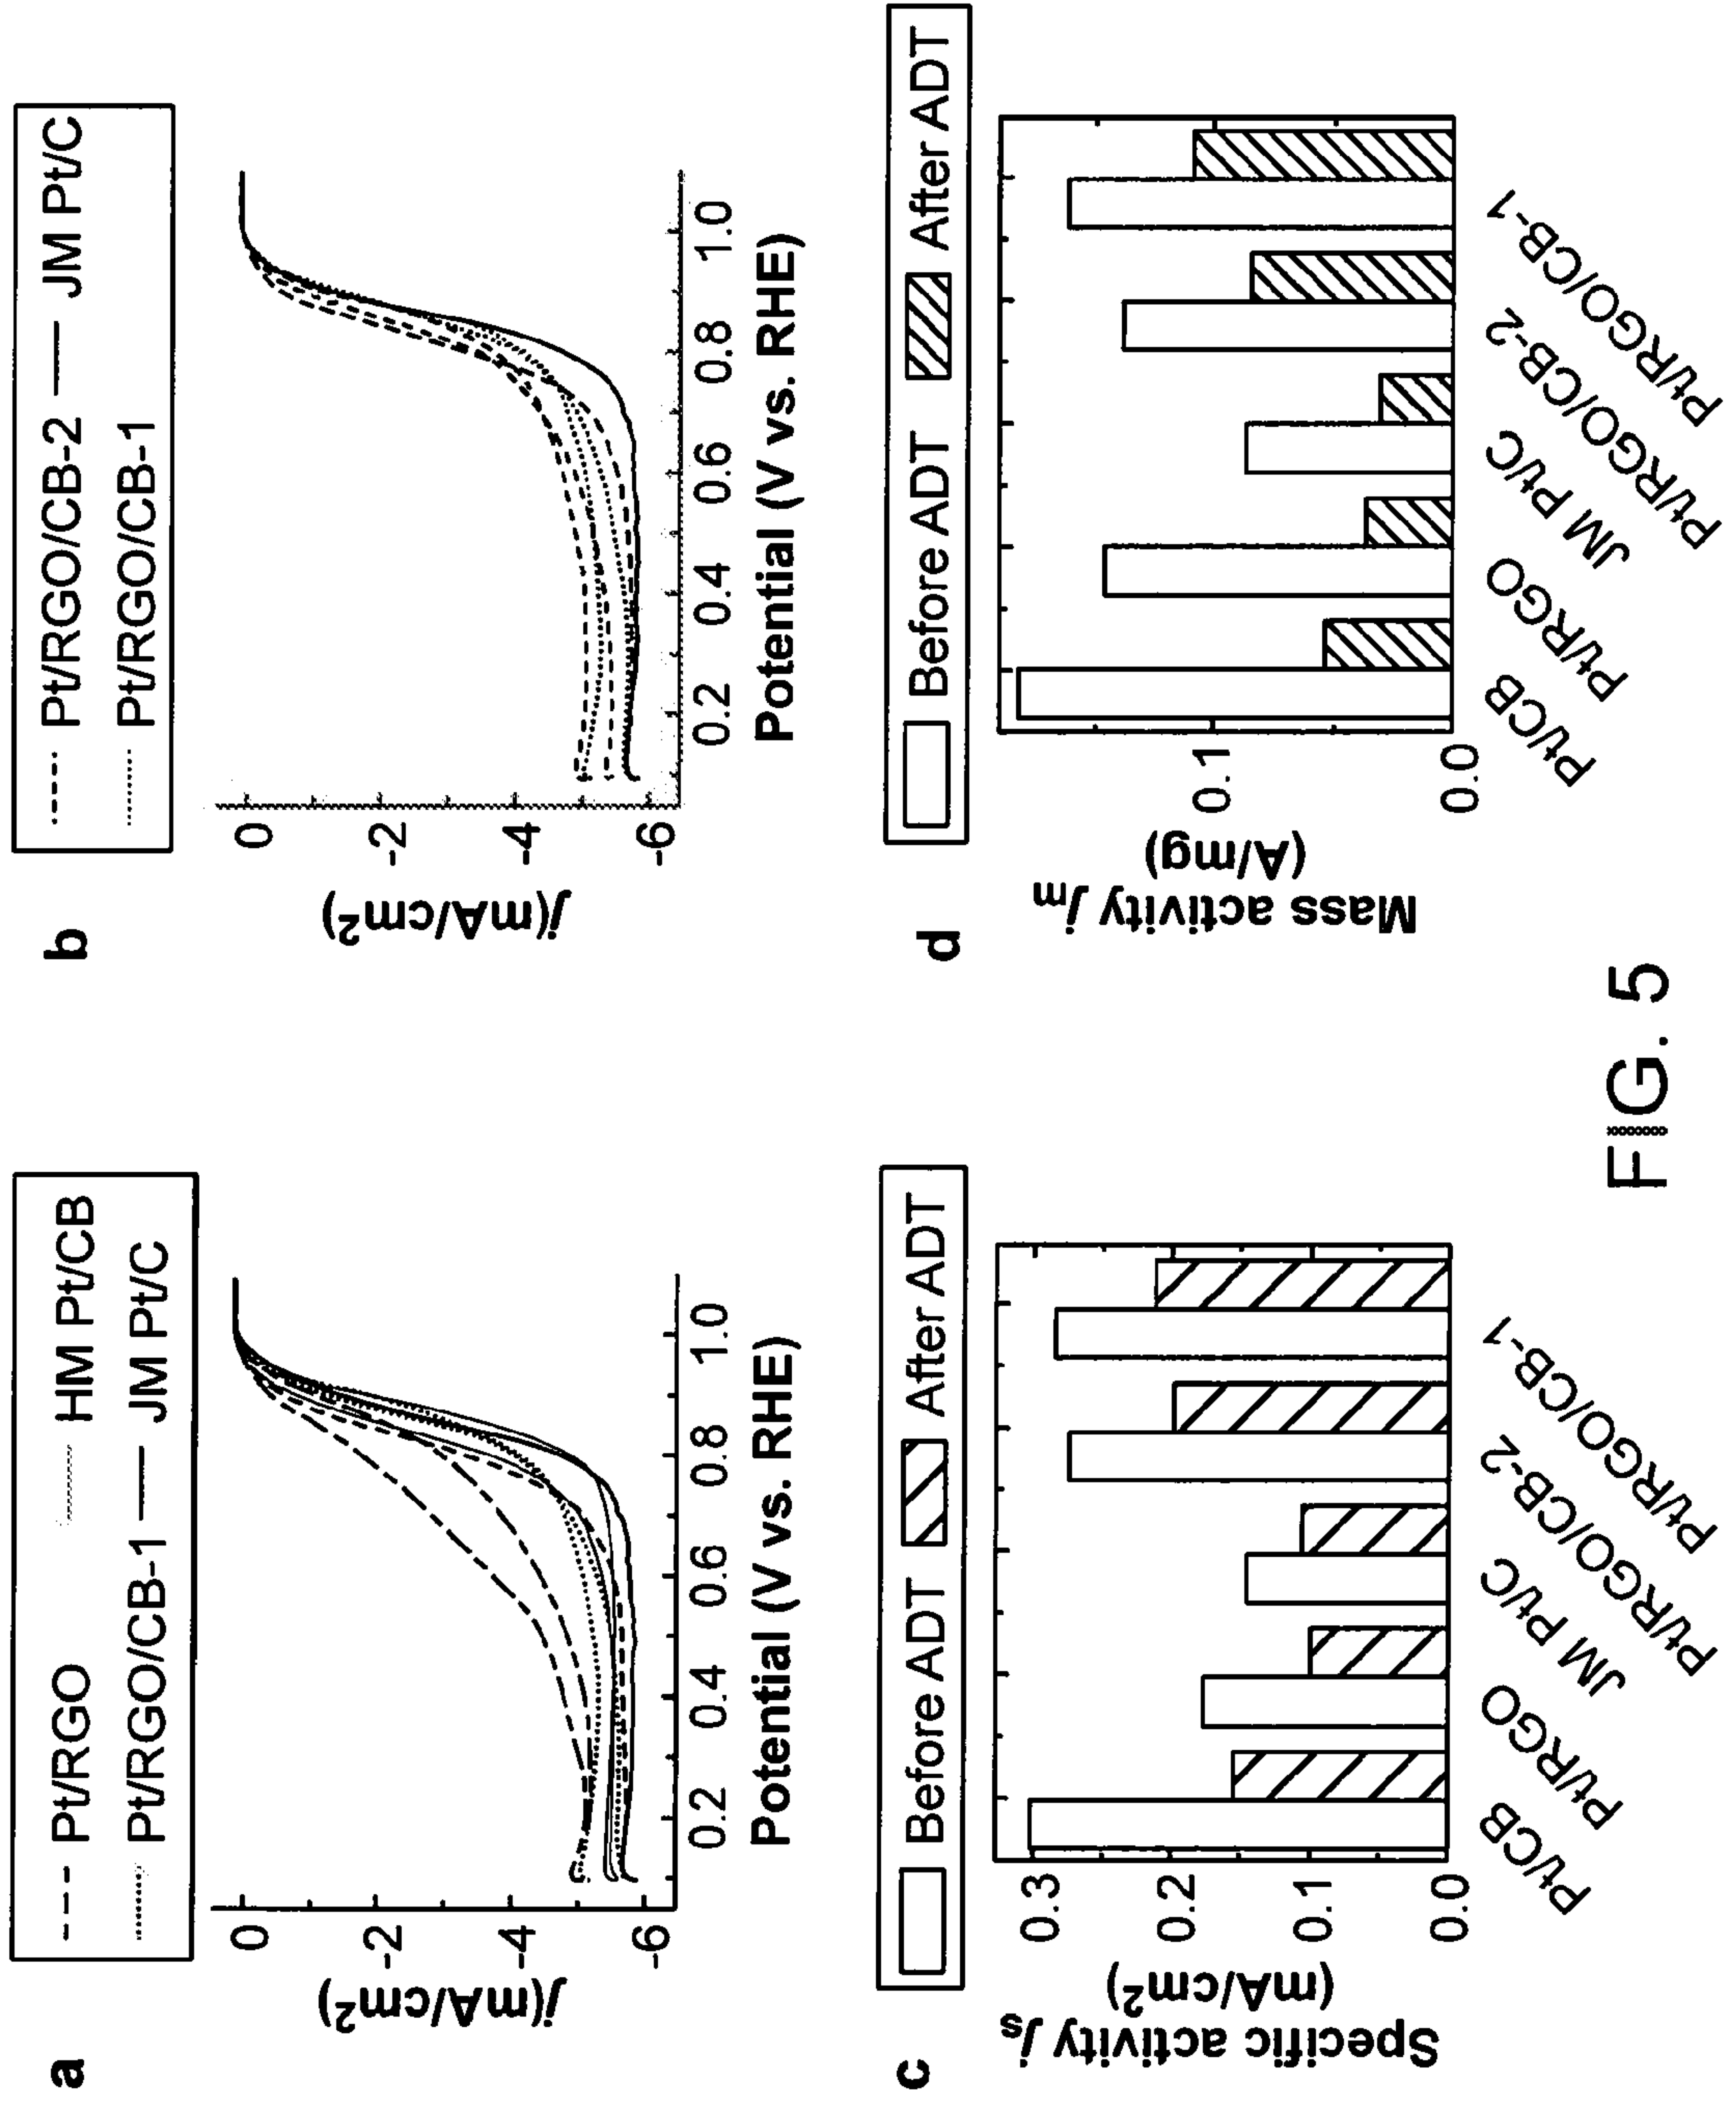 a
Pt/RGO HM Pt/CB
Pt/RGO/CB-1 JM Pt/C
0
-2
-4
-6
j(mA/cm²)
0.2 0.4 0.6 0.8 1.0
Potential (V vs. RHE)
b
Pt/RGO/CB-2 JM Pt/C
Pt/RGO/CB-1
0
-2
-4
-6
j(mA/cm²)
0.2 0.4 0.6 0.8 1.0
Potential (V vs. RHE)
c
Before ADT After ADT
Specific activity jₛ
(mA/cm²)
0.3
0.2
0.1
0.0
Pt/CB
Pt/RGO
JM Pt/C
Pt/RGO/CB-2
Pt/RGO/CB-1
d
Before ADT After ADT
Mass activity jₘ
(A/mg)
0.1
0.0
Pt/CB
Pt/RGO
JM Pt/C
Pt/RGO/CB-2
Pt/RGO/CB-1
FIG. 5